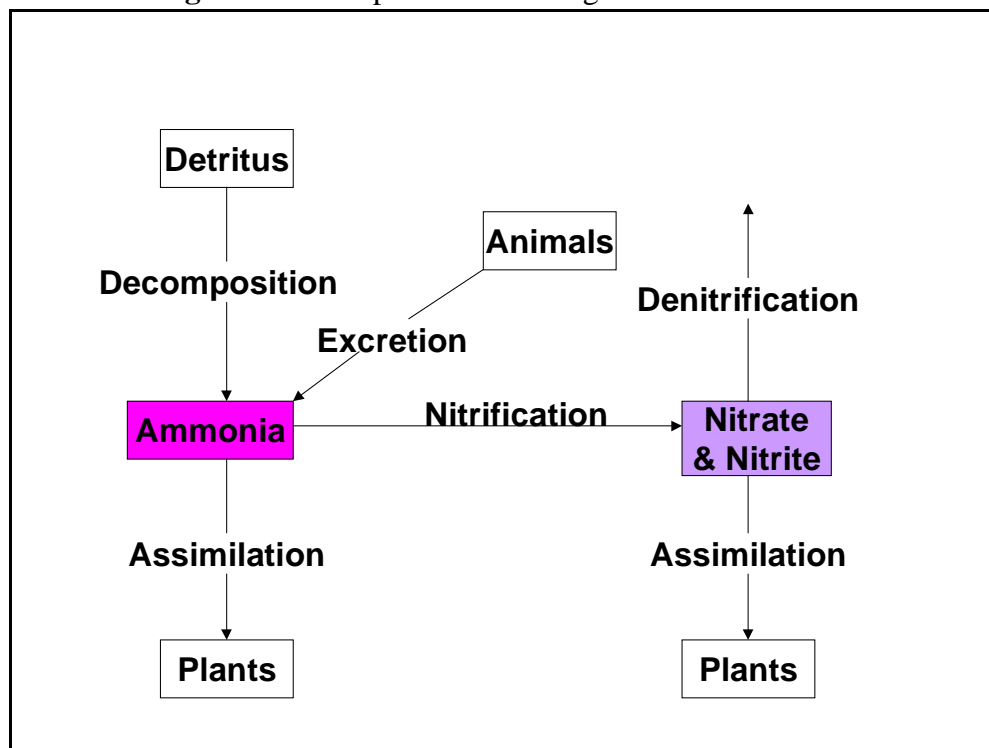 Detritus
Animals
Decomposition
Denitrification
Excretion
Ammonia
Nitrification
Nitrate
& Nitrite
Assimilation
Assimilation
Plants
Plants